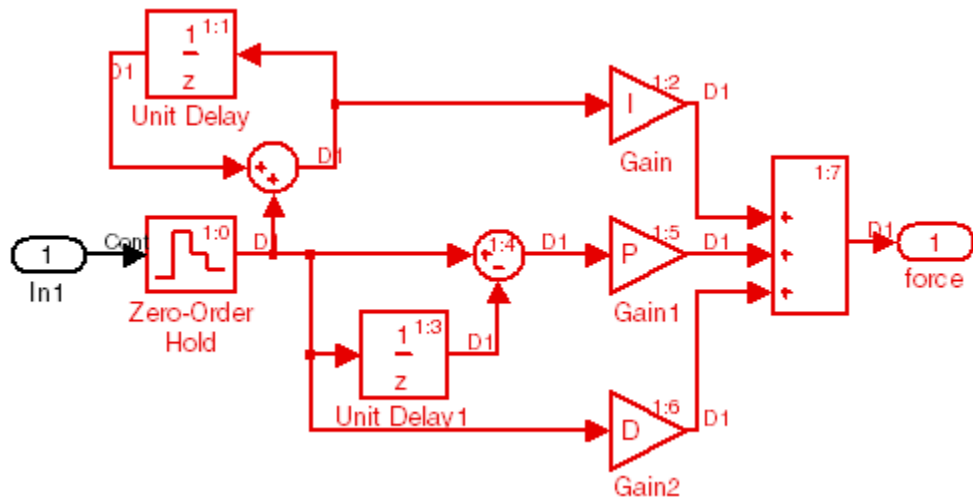 1:1
1
z
D1
Unit Delay
D1
1:2
I
D1
Gain
1:7
1
In1
Cont
1:0
D1
Zero-Order
Hold
1:4
D1
1:5
P
D1
Gain1
D1
1
force
1:3
1
z
D1
Unit Delay1
1:6
D
D1
Gain2